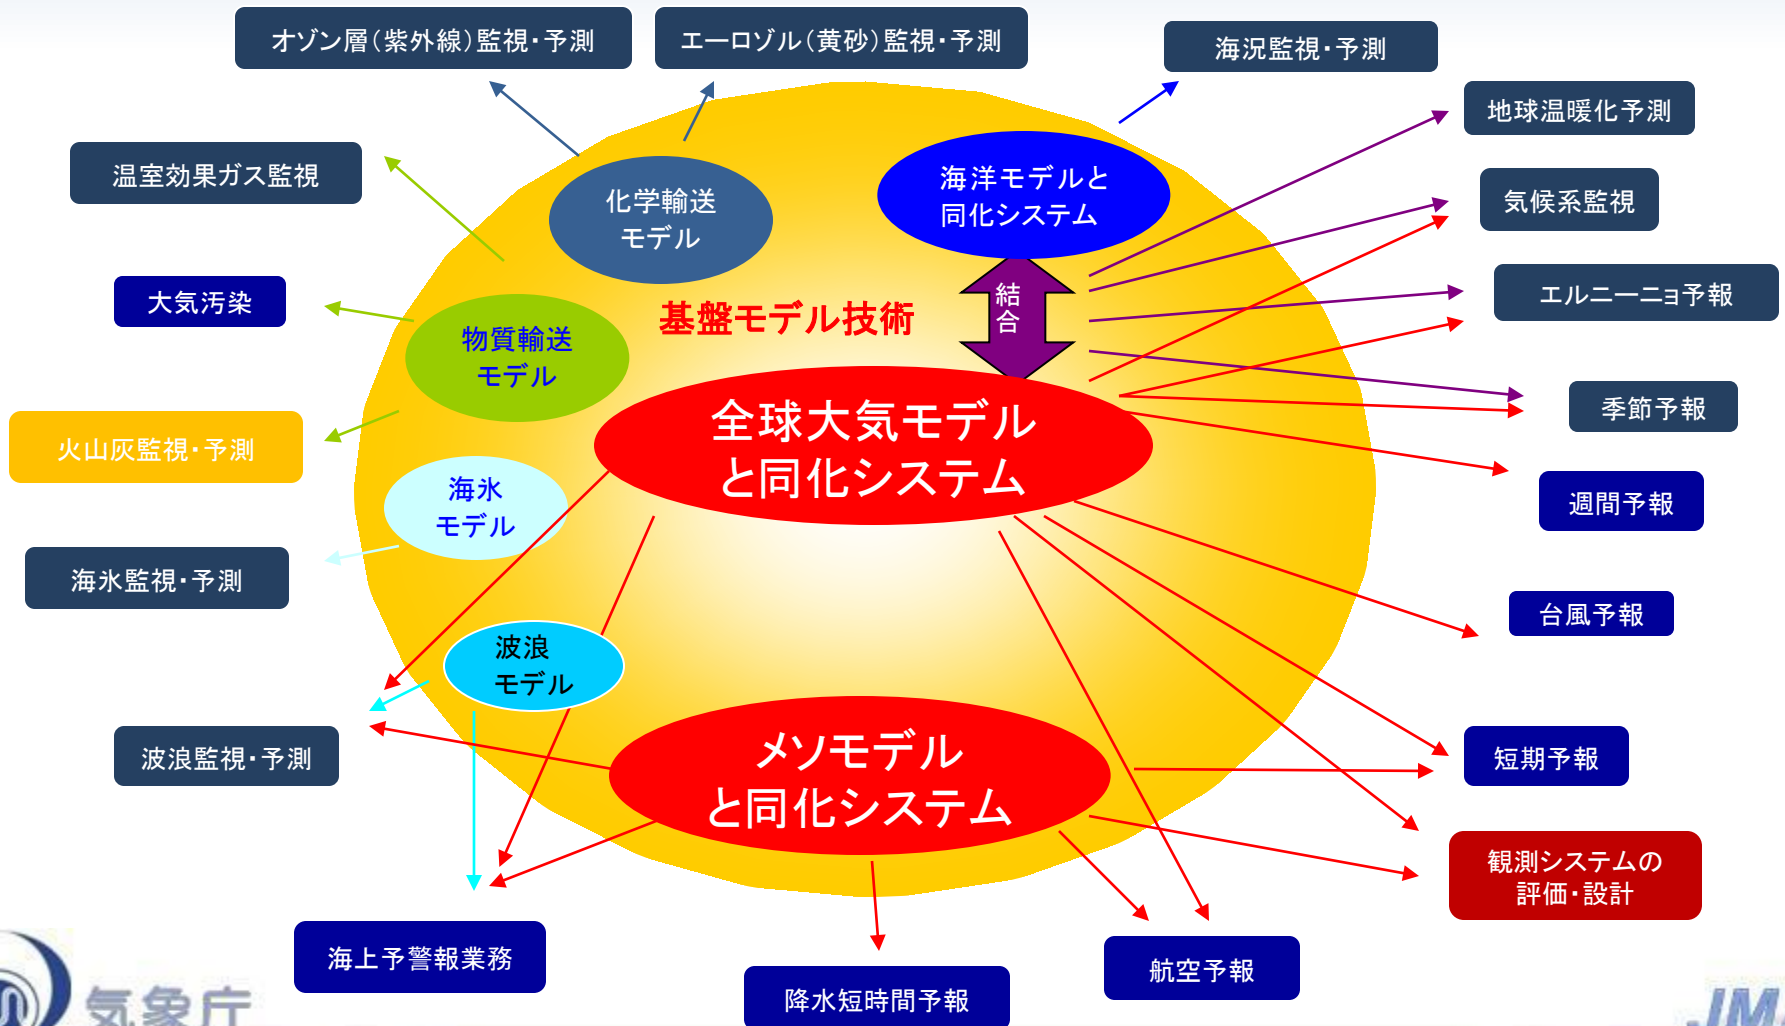 オゾン層(紫外線)監視・予測
エーロゾル(黄砂)監視・予測
海況監視・予測
地球温暖化予測
温室効果ガス監視
気候系監視
化学輸送
モデル
海洋モデルと
同化システム
大気汚染
エルニーニョ予報
基盤モデル技術
結
合
物質輸送
モデル
全球大気モデル
と同化システム
季節予報
火山灰監視・予測
週間予報
海氷
モデル
海氷監視・予測
台風予報
波浪
モデル
波浪監視・予測
メソモデル
と同化システム
短期予報
観測システムの
評価・設計
海上予警報業務
降水短時間予報
航空予報
気象庁
JM